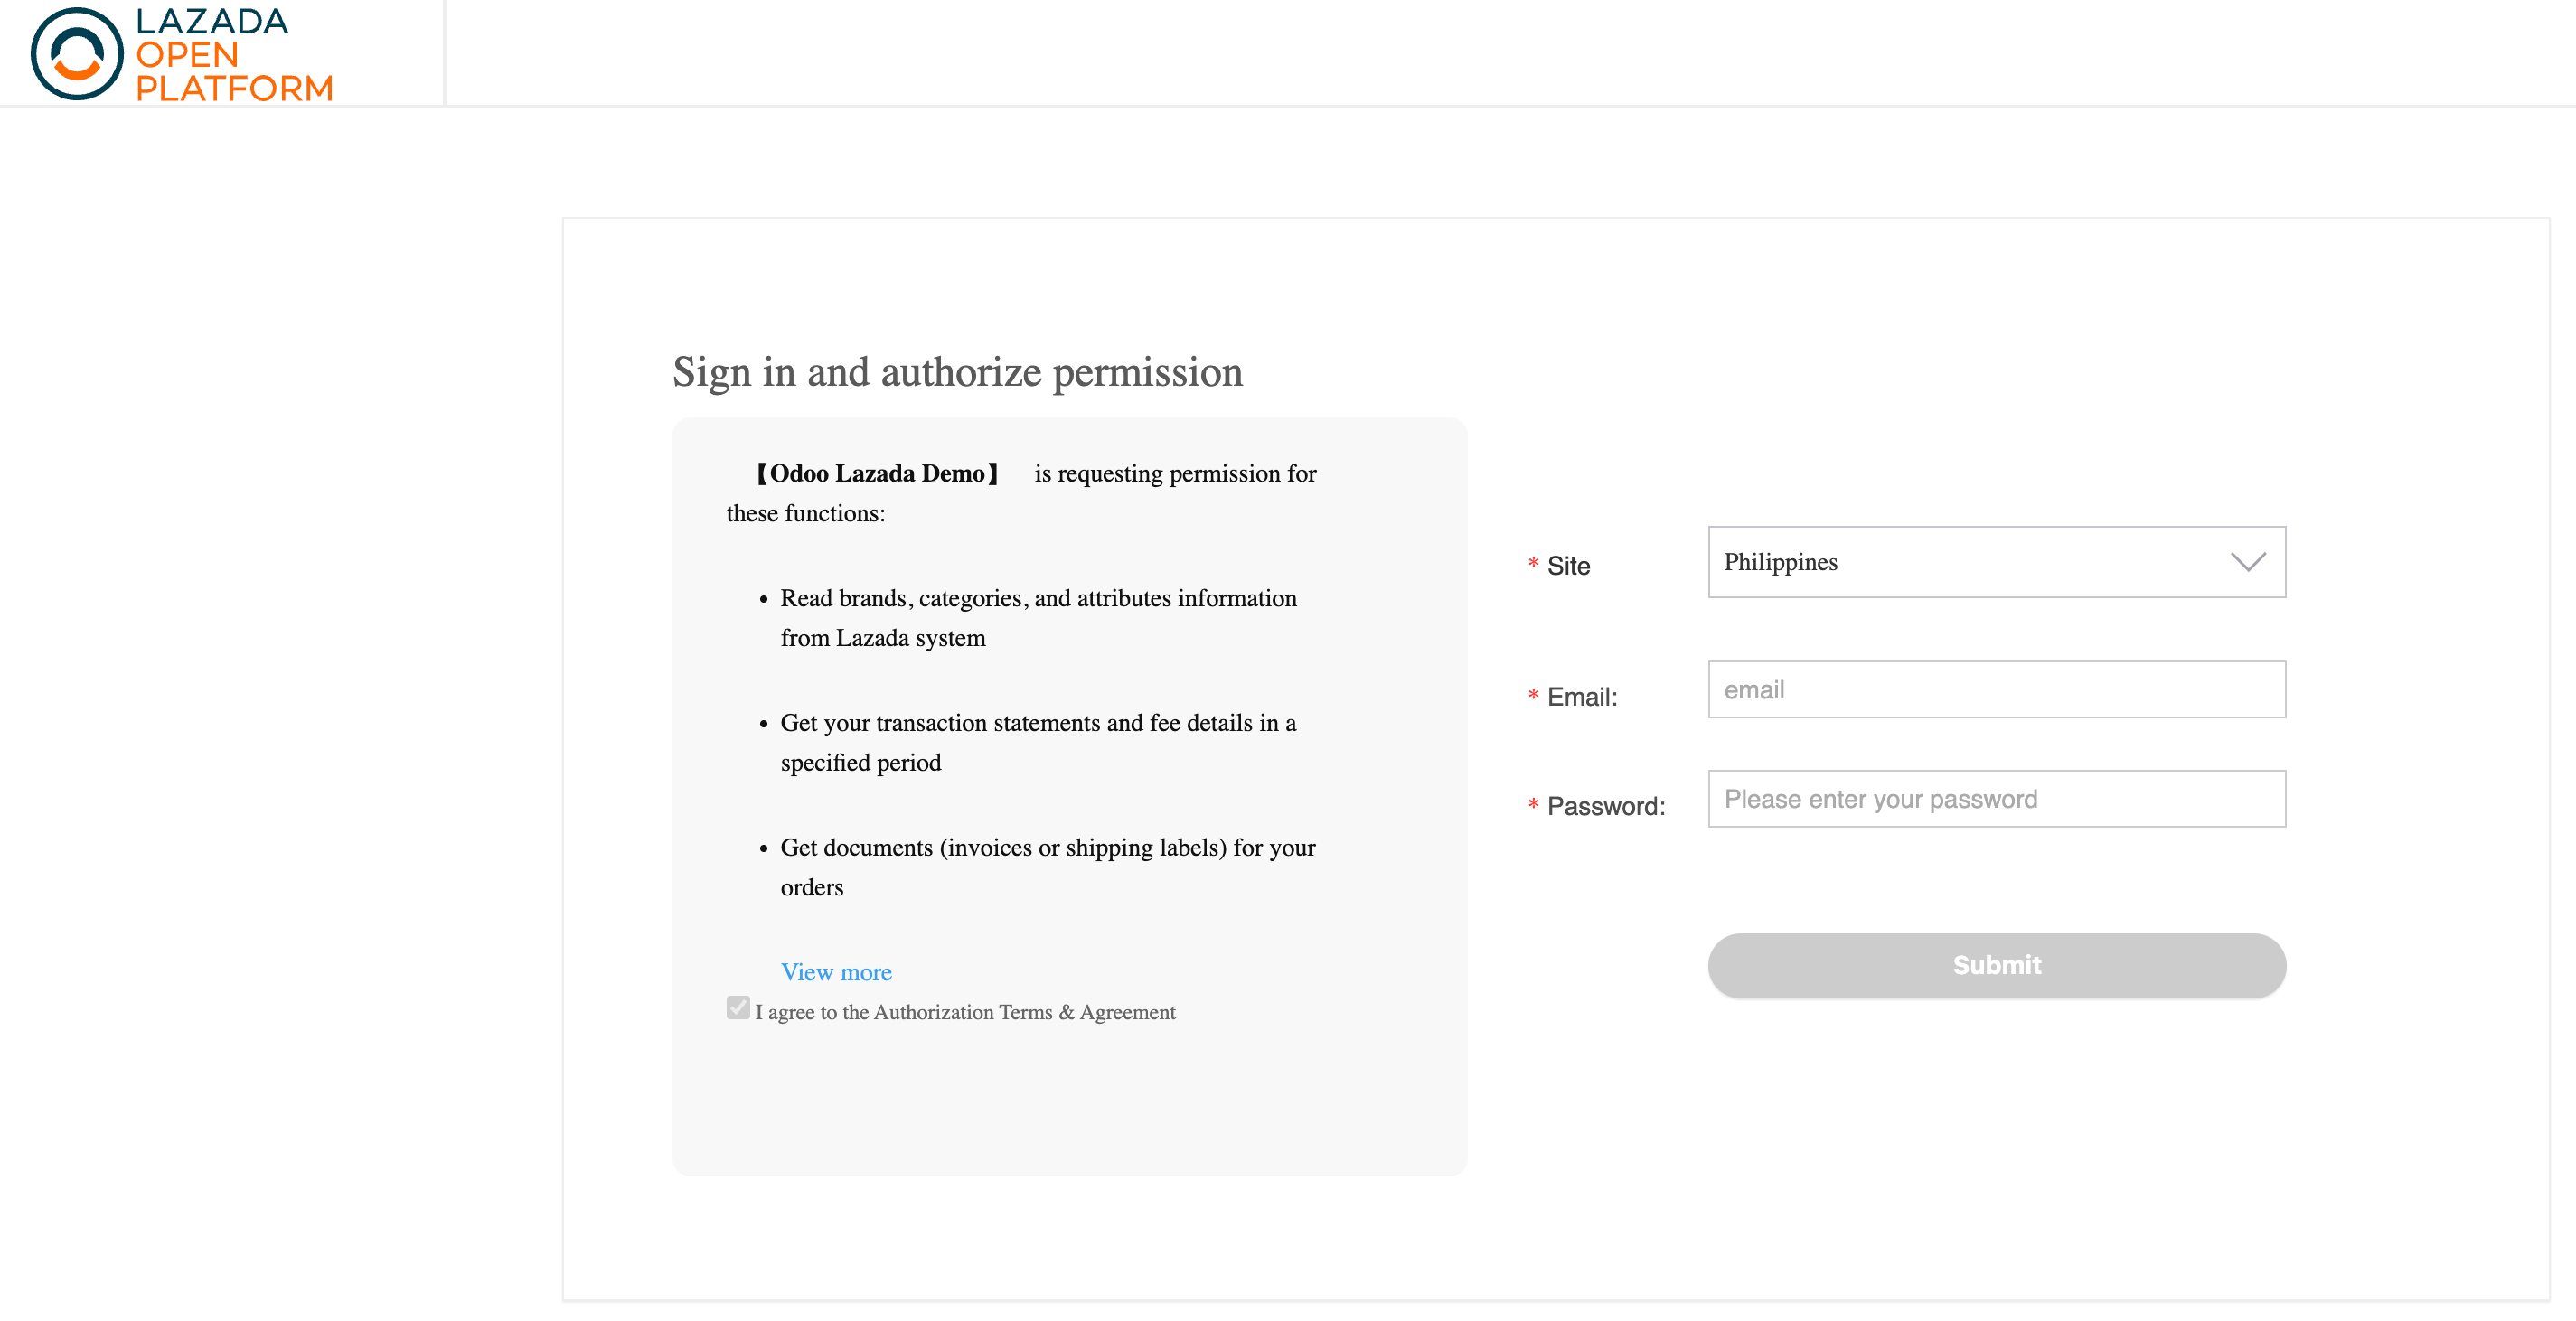 LAZADA
OPEN
PLATFORM
Sign in and authorize permission
【Odoo Lazada Demo】 is requesting permission for
these functions:
• Read brands, categories, and attributes information
from Lazada system
• Get your transaction statements and fee details in a
specified period
• Get documents (invoices or shipping labels) for your
orders
View more
I agree to the Authorization Terms & Agreement
* Site
Philippines
* Email:
email
* Password:
Please enter your password
Submit